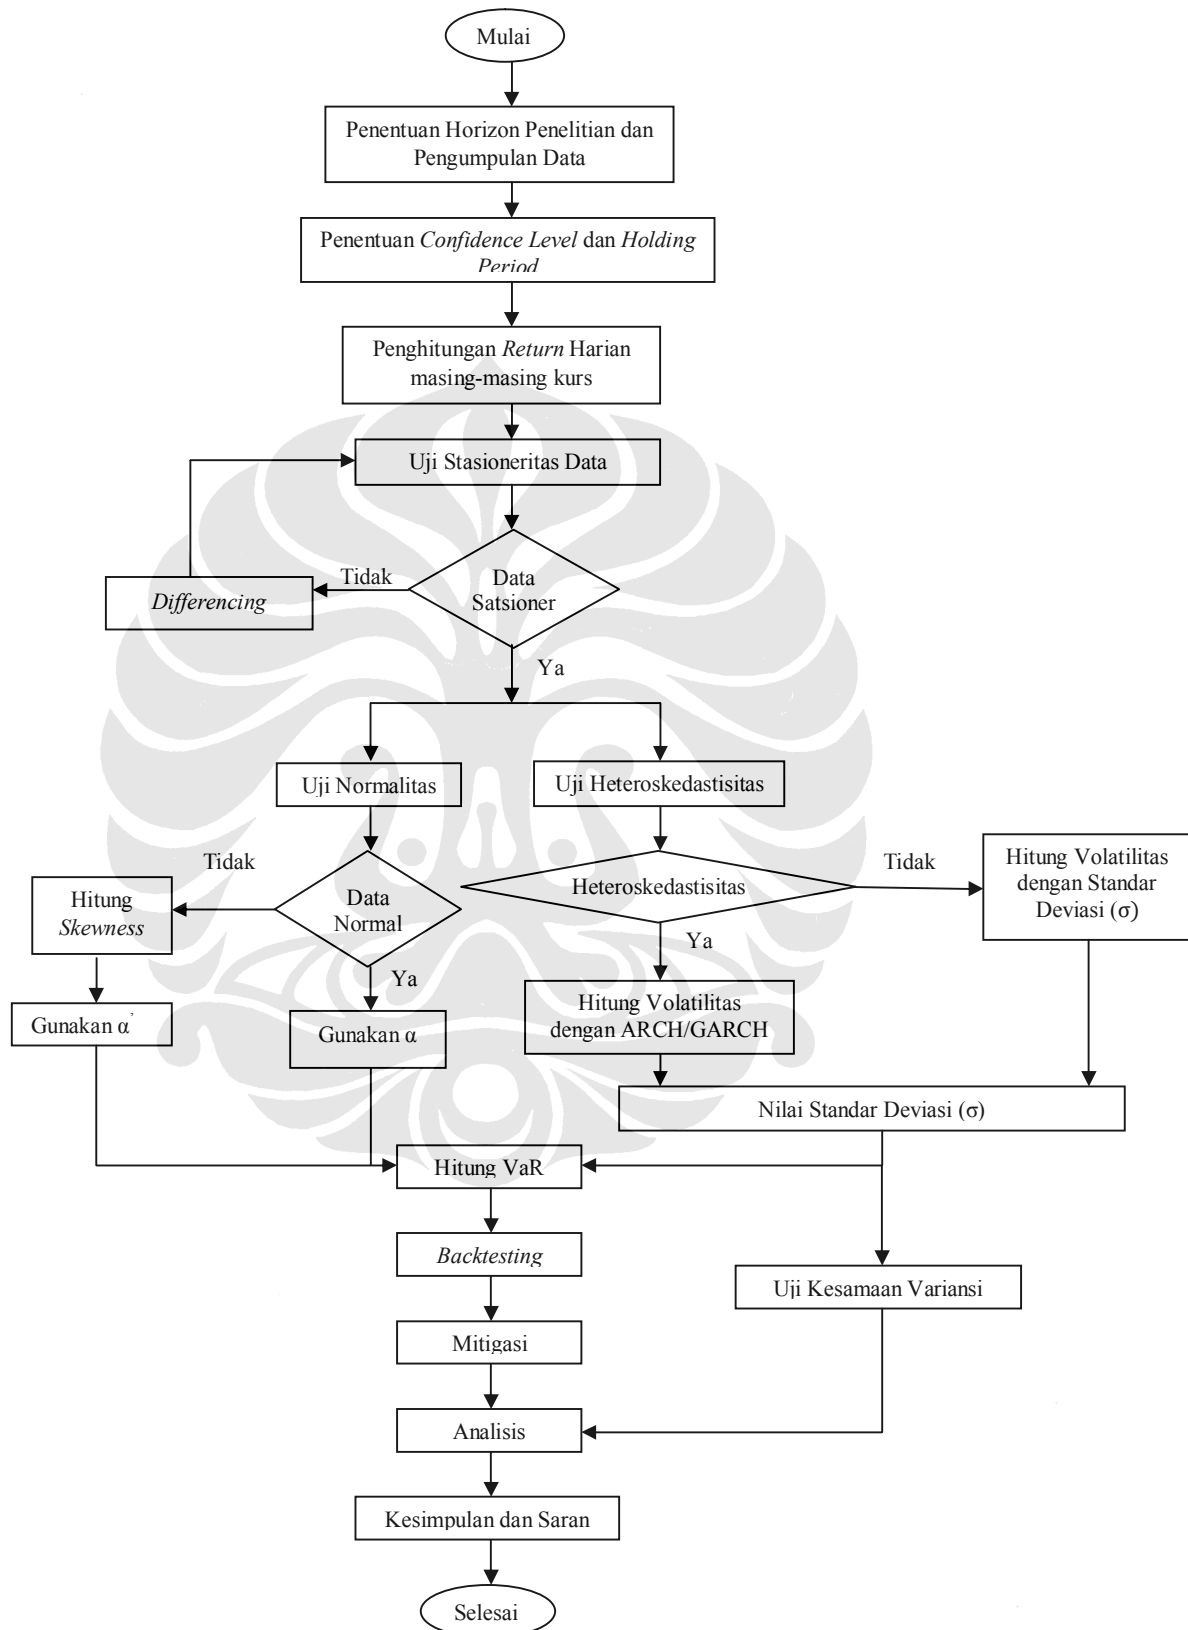 Mulai
Penentuan Horizon Penelitian dan
Pengumpulan Data
Penentuan Confidence Level dan Holding
Period
Penghitungan Return Harian
masing-masing kurs
Uji Stasioneritas Data
Data
Satsioner
Tidak
Differencing
Ya
Uji Normalitas
Uji Heteroskedastisitas
Tidak
Data
Normal
Hitung
Skewness
Ya
Gunakan α'
Gunakan α
Heteroskedastisitas
Tidak
Hitung Volatilitas
dengan Standar
Deviasi (σ)
Ya
Hitung Volatilitas
dengan ARCH/GARCH
Nilai Standar Deviasi (σ)
Hitung VaR
Backtesting
Uji Kesamaan Variansi
Mitigasi
Analisis
Kesimpulan dan Saran
Selesai